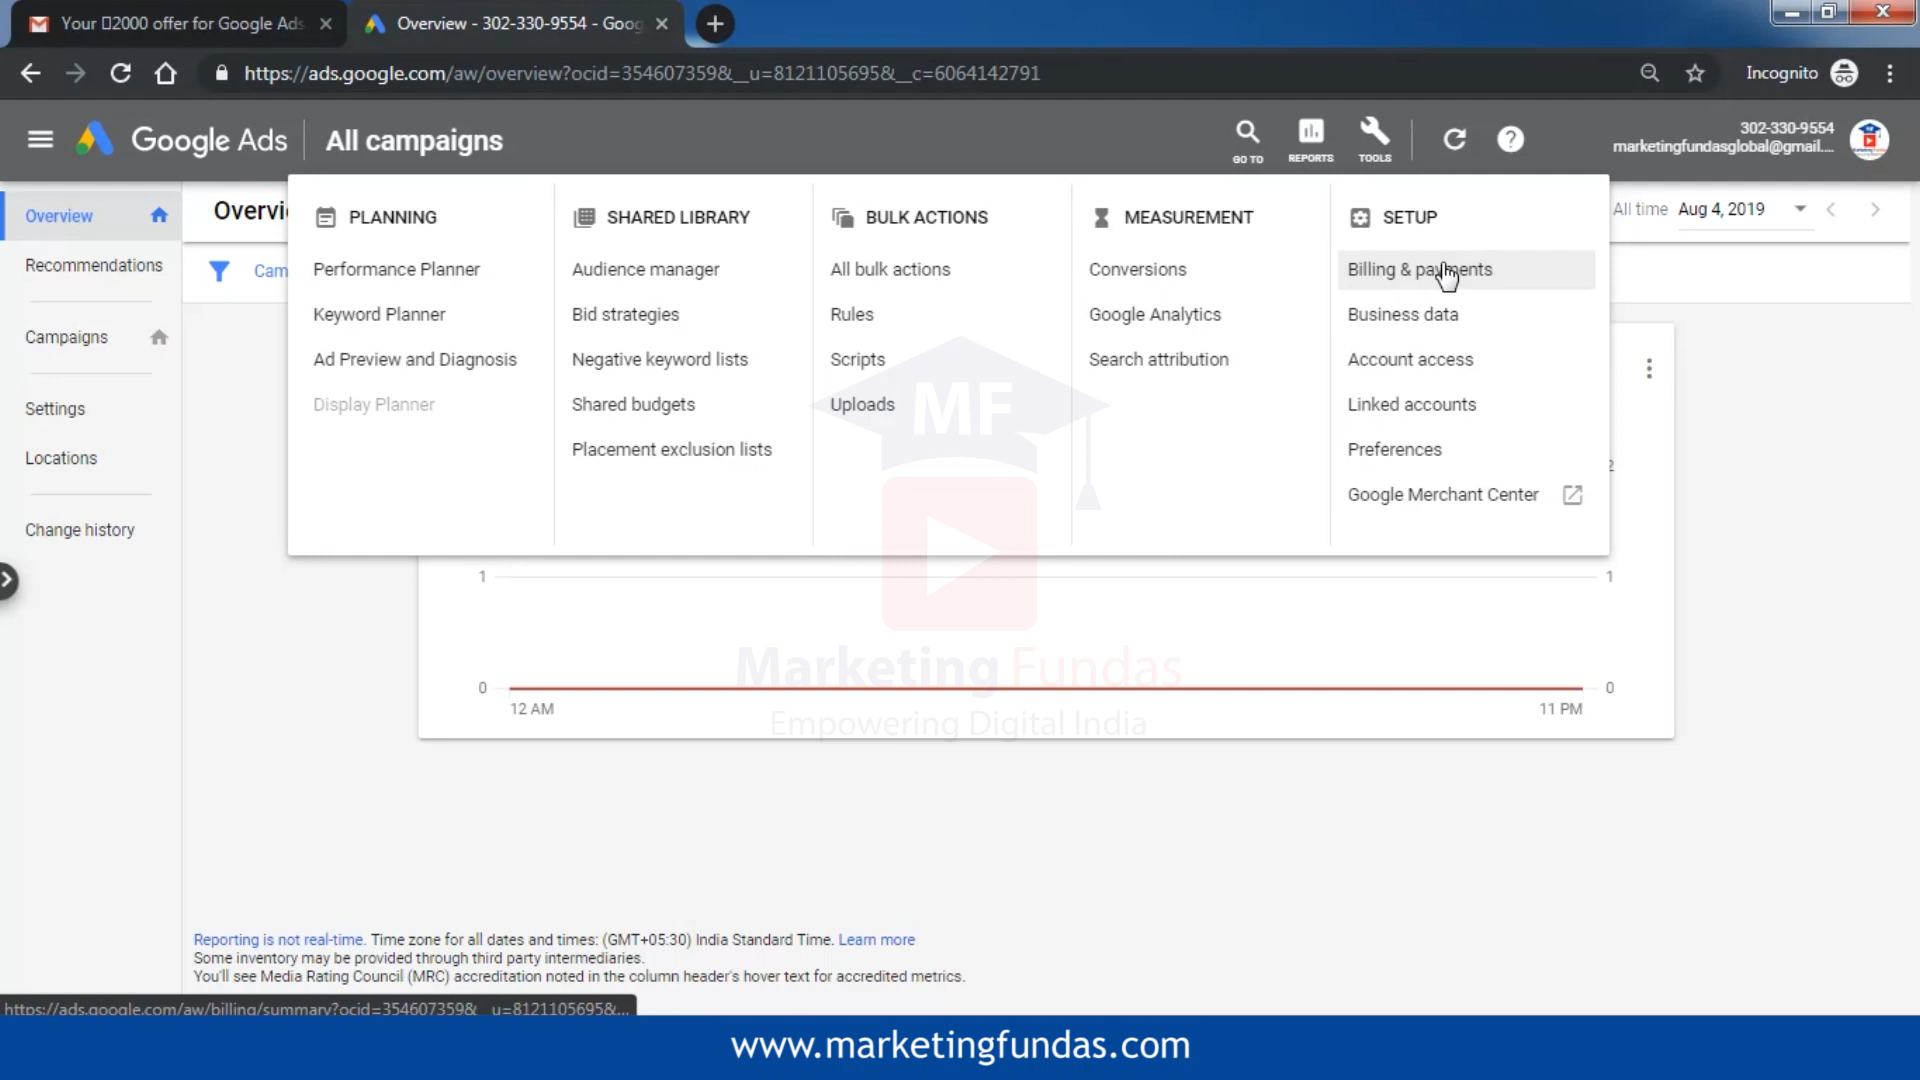 Your ▯2000 offer for Google Ads
Overview - 302-330-9554 - Goog
https://ads.google.com/aw/overview?ocid=354607359&__u=8121105695&__c=6064142791
Incognito
Google Ads
All campaigns
GO TO
REPORTS
TOOLS
302-330-9554
marketingfundasglobal@gmail....
Overview
Recommendations
Campaigns
Settings
Locations
Change history
Overvi
Cam
All time Aug 4, 2019
PLANNING
Performance Planner
Keyword Planner
Ad Preview and Diagnosis
Display Planner
SHARED LIBRARY
Audience manager
Bid strategies
Negative keyword lists
Shared budgets
Placement exclusion lists
BULK ACTIONS
All bulk actions
Rules
Scripts
Uploads
MEASUREMENT
Conversions
Google Analytics
Search attribution
SETUP
Billing & payments
Business data
Account access
Linked accounts
Preferences
Google Merchant Center
2
1
1
0
0
12 AM
11 PM
MF
Marketing Fundas
Empowering Digital India
Reporting is not real-time. Time zone for all dates and times: (GMT+05:30) India Standard Time. Learn more
Some inventory may be provided through third party intermediaries.
You'll see Media Rating Council (MRC) accreditation noted in the column header's hover text for accredited metrics.
https://ads.google.com/aw/billing/summary?ocid=354607359&__u=8121105695&...
www.marketingfundas.com